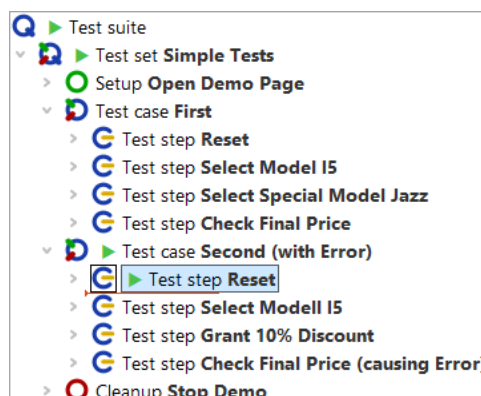 Test suite
Test set Simple Tests
Setup Open Demo Page
Test case First
Test step Reset
Test step Select Model I5
Test step Select Special Model Jazz
Test step Check Final Price
Test case Second (with Error)
Test step Reset
Test step Select Modell I5
Test step Grant 10% Discount
Test step Check Final Price (causing Error)
Cleanup Stop Demo